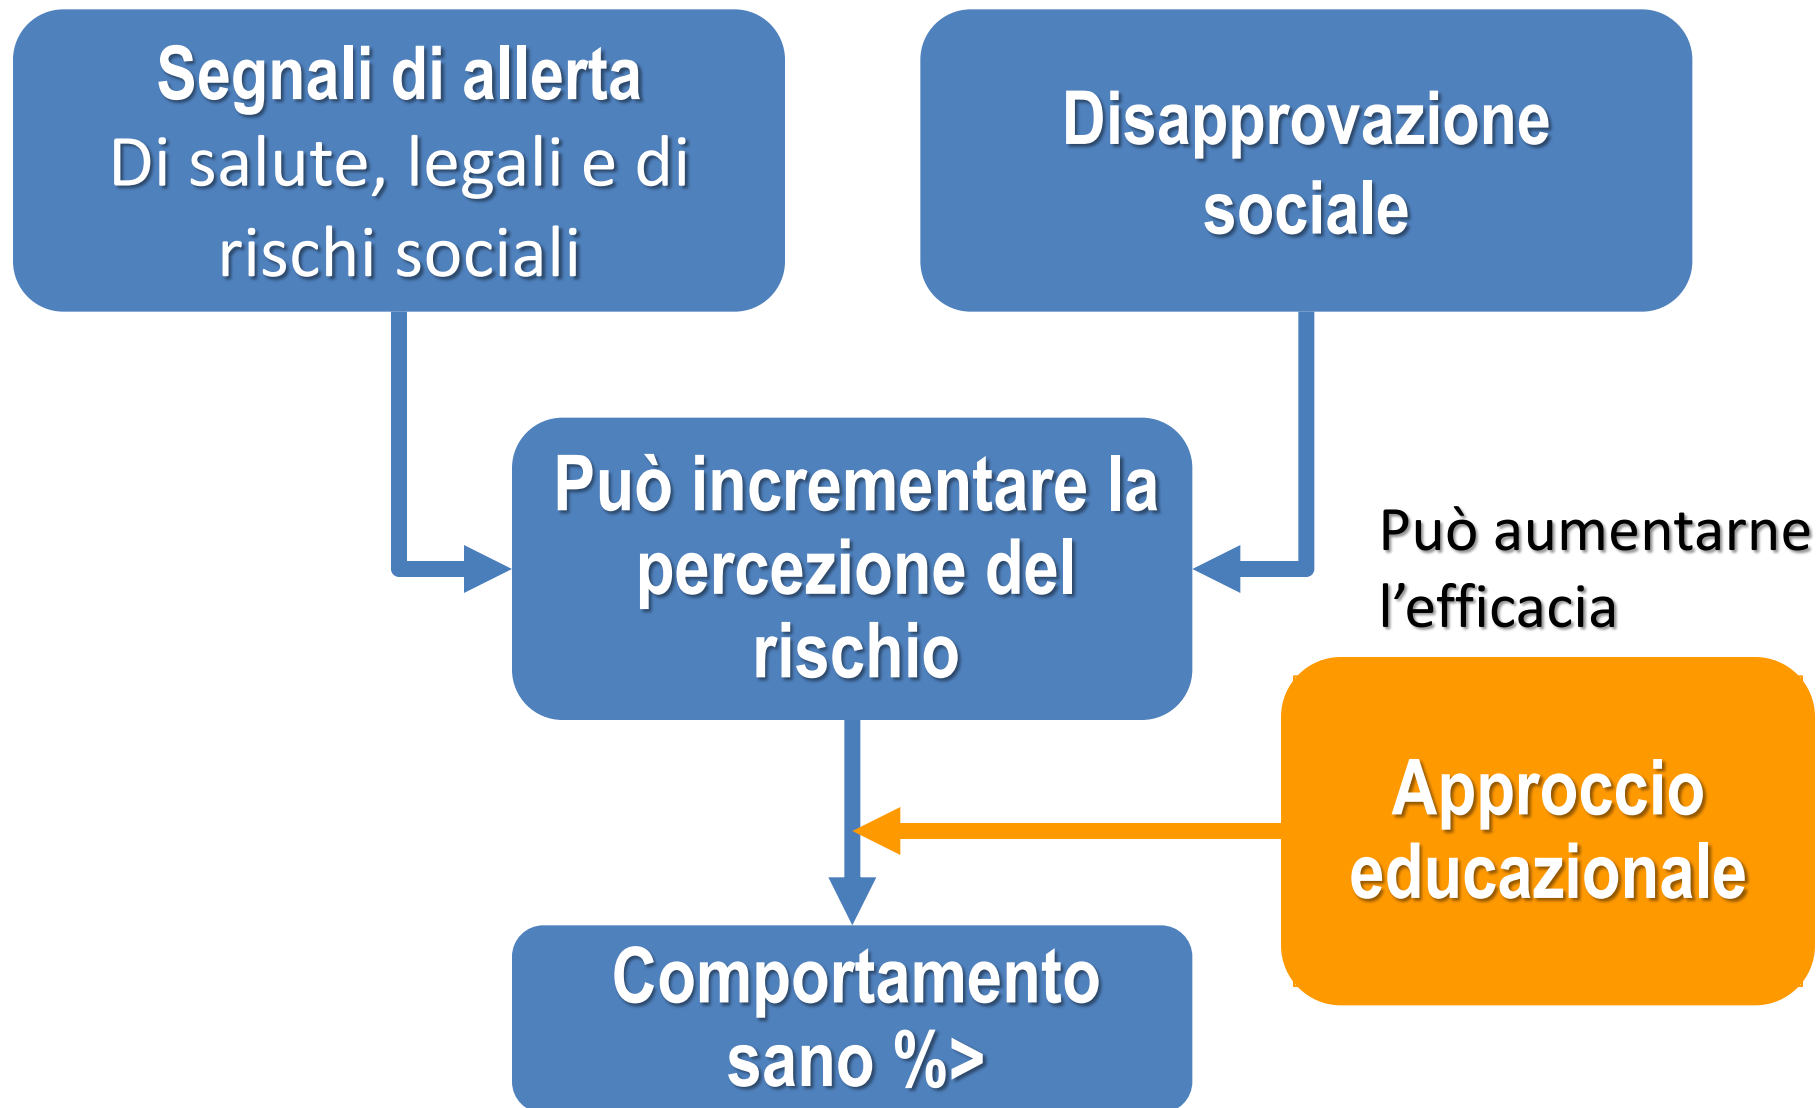 Segnali di allerta
Di salute, legali e di
rischi sociali
Disapprovazione
sociale
Può incrementare la
percezione del
rischio
Può aumentarne
l’efficacia
Approccio
educazionale
Comportamento
sano %>